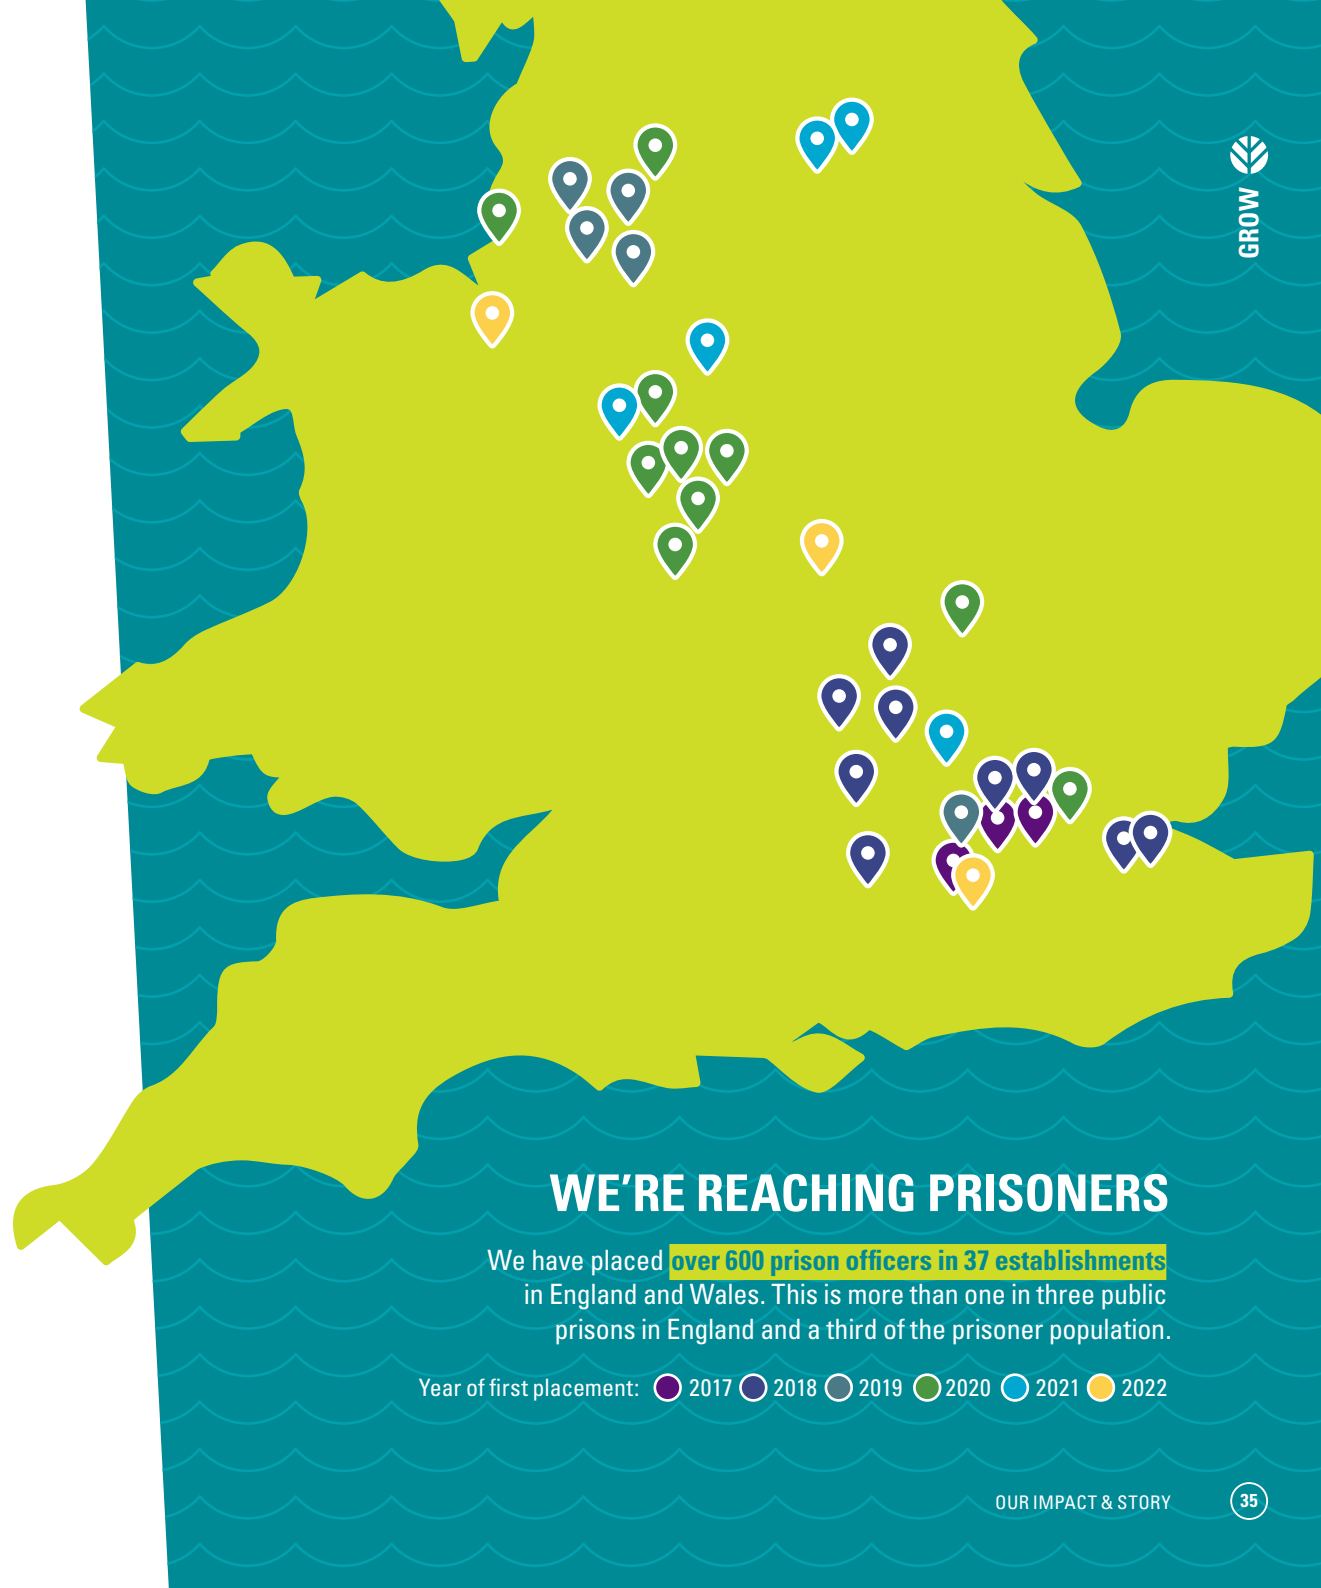 GROW
WE’RE REACHING PRISONERS
We have placed over 600 prison officers in 37 establishments
in England and Wales. This is more than one in three public
prisons in England and a third of the prisoner population.
Year of first placement: 2017 2018 2019 2020 2021 2022
OUR IMPACT & STORY 35